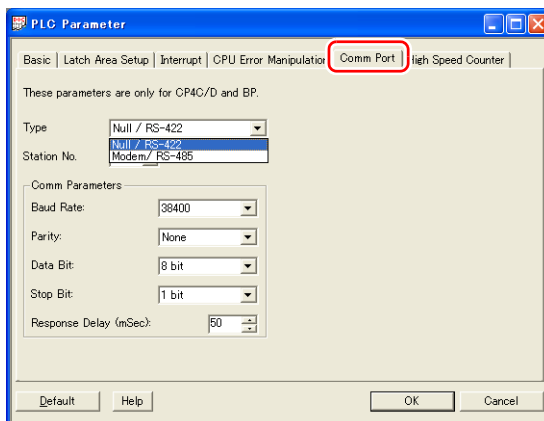 PLC Parameter
Basic Latch Area Setup Interrupt CPU Error Manipulation Comm Port High Speed Counter
These parameters are only for CP4C/D and BP.
Type Null / RS-422
Null / RS-422
Station No. Modem/ RS-485
Comm Parameters
Baud Rate: 38400
Parity: None
Data Bit: 8 bit
Stop Bit: 1 bit
Response Delay (mSec): 50
Default Help OK Cancel